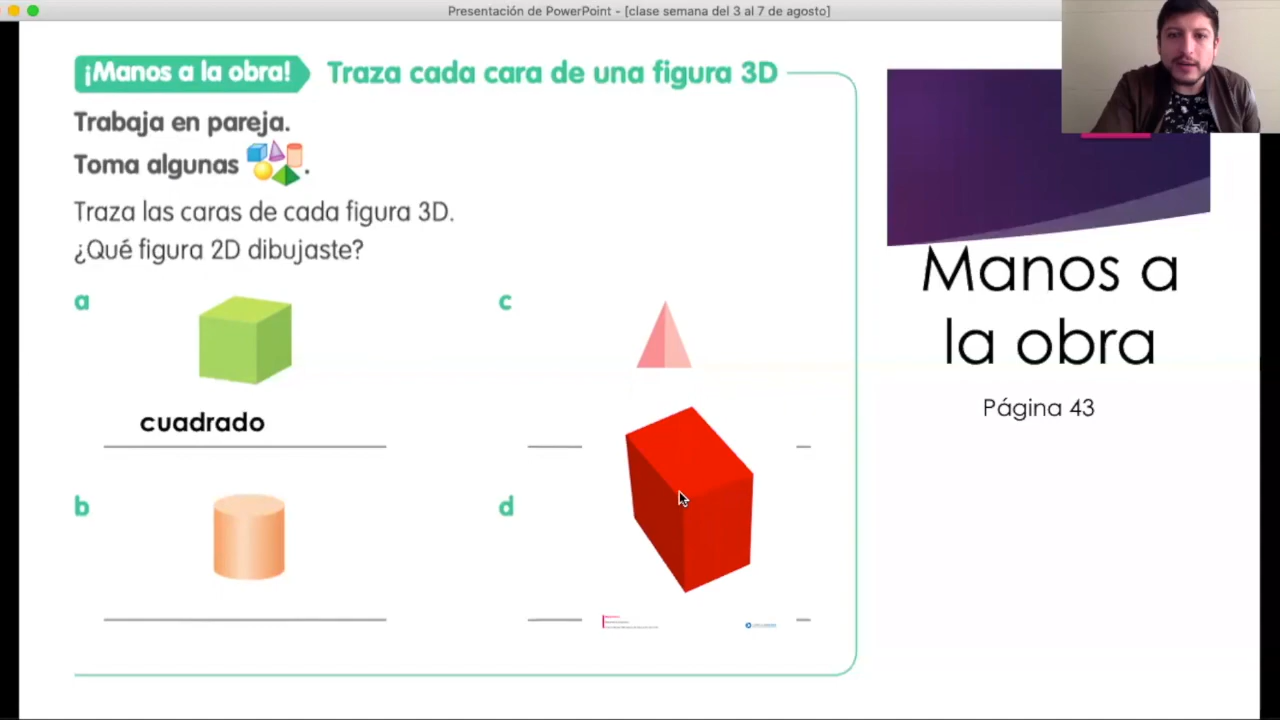 Presentación de PowerPoint - [clase semana del 3 al 7 de agosto]
¡Manos a la obra!
Traza cada cara de una figura 3D
Trabaja en pareja.
Toma algunas .
Traza las caras de cada figura 3D.
¿Qué figura 2D dibujaste?
a
c
cuadrado
b
d
Manos a
la obra
Página 43